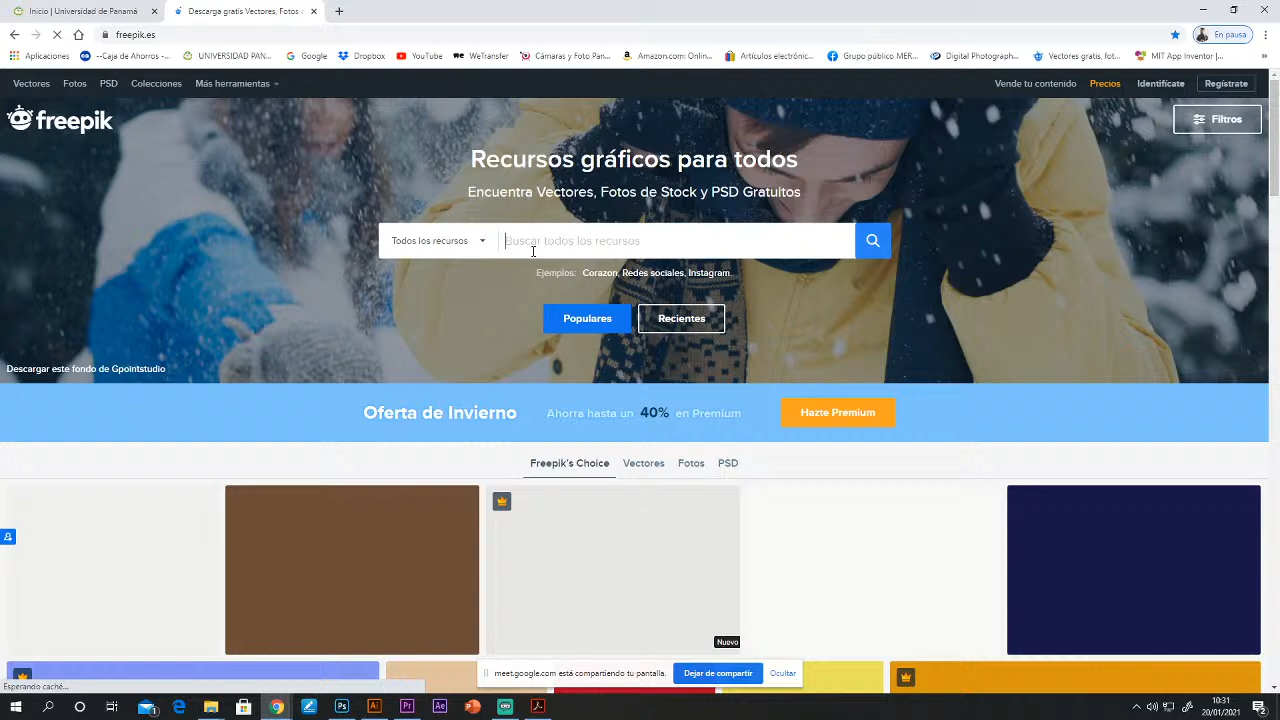 Inicio | Universidad de Panamá
Descarga gratis Vectores, Fotos d
freepik.es
En pausa
Aplicaciones
--Caja de Ahorros--...
UNIVERSIDAD PAN...
Google
Dropbox
YouTube
WeTransfer
Cámaras y Foto Pan...
Amazon.com: Onlin...
Artículos electrónic...
Grupo público MER...
Digital Photograph...
Vectores gratis, fot...
MIT App Inventor |...
Vectores
Fotos
PSD
Colecciones
Más herramientas
Vende tu contenido
Precios
Identifícate
Regístrate
freepik
Filtros
Recursos gráficos para todos
Encuentra Vectores, Fotos de Stock y PSD Gratuitos
Todos los recursos
Buscar todos los recursos
Ejemplos: Corazon, Redes sociales, Instagram.
Populares
Recientes
Descargar este fondo de Gpointstudio
Oferta de Invierno
Ahorra hasta un 40% en Premium
Hazte Premium
Freepik's Choice
Vectores
Fotos
PSD
Nuevo
meet.google.com está compartiendo tu pantalla.
Dejar de compartir
Ocultar
Esperando caché...
Ps
Ai
Pr
Ae
10:31
20/01/2021
2